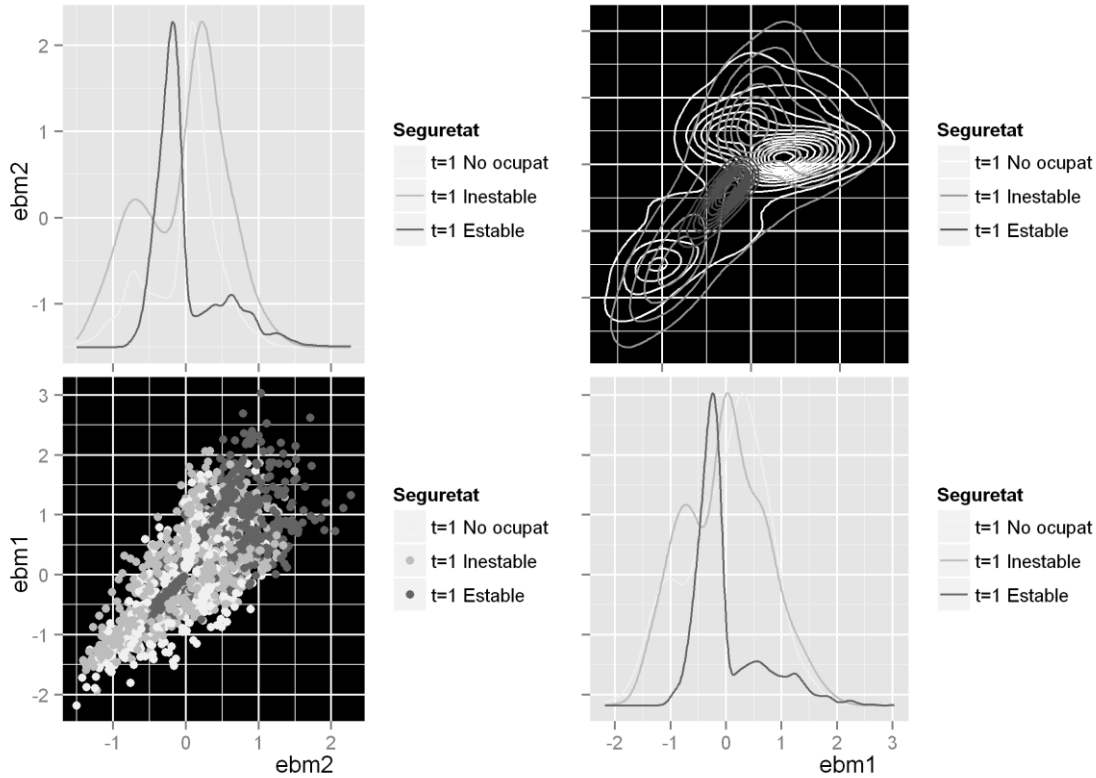 2
1
0
-1
ebm2
Seguretat
t=1 No ocupat
t=1 Inestable
t=1 Estable
Seguretat
t=1 No ocupat
t=1 Inestable
t=1 Estable
3
2
1
0
-1
-2
ebm1
-1
0
1
2
ebm2
Seguretat
t=1 No ocupat
t=1 Inestable
t=1 Estable
-2
-1
0
1
2
3
ebm1
Seguretat
t=1 No ocupat
t=1 Inestable
t=1 Estable